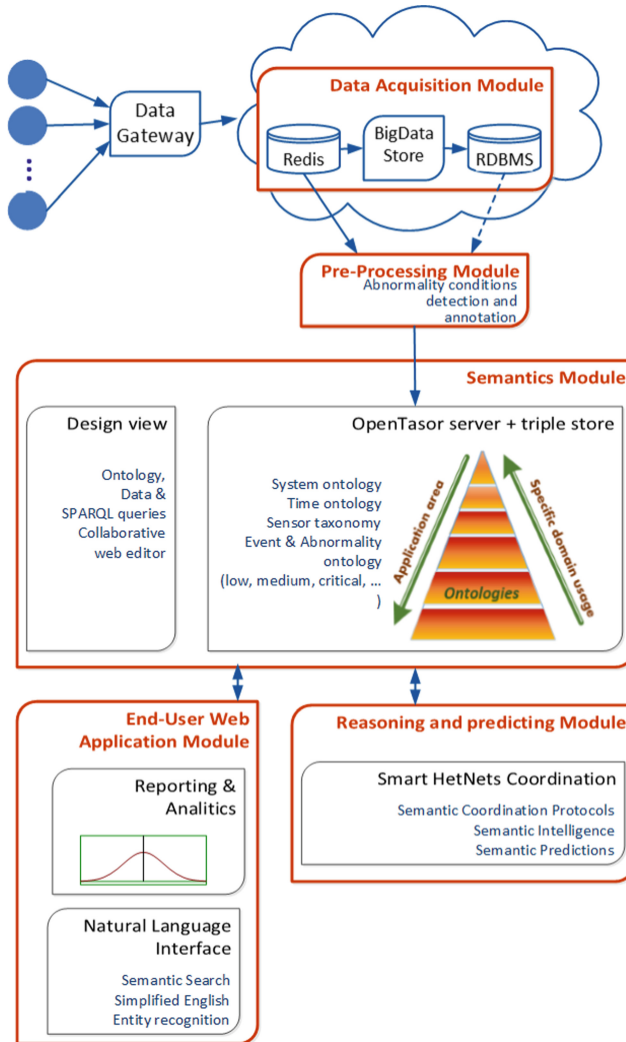 Data Acquisition Module
Data
Gateway
Redis
BigData
Store
RDBMS
Pre-Processing Module
Abnormality conditions
detection and
annotation
Semantics Module
Design view
Ontology,
Data &
SPARQL queries
Collaborative
web editor
OpenTasor server + triple store
System ontology
Time ontology
Sensor taxonomy
Event & Abnormality
ontology
(low, medium, critical, ...
)
Application area
Specific domain usage
Ontologies
End-User Web
Application Module
Reporting &
Analitics
Natural Language
Interface
Semantic Search
Simplified English
Entity recognition
Reasoning and predicting Module
Smart HetNets Coordination
Semantic Coordination Protocols
Semantic Intelligence
Semantic Predictions